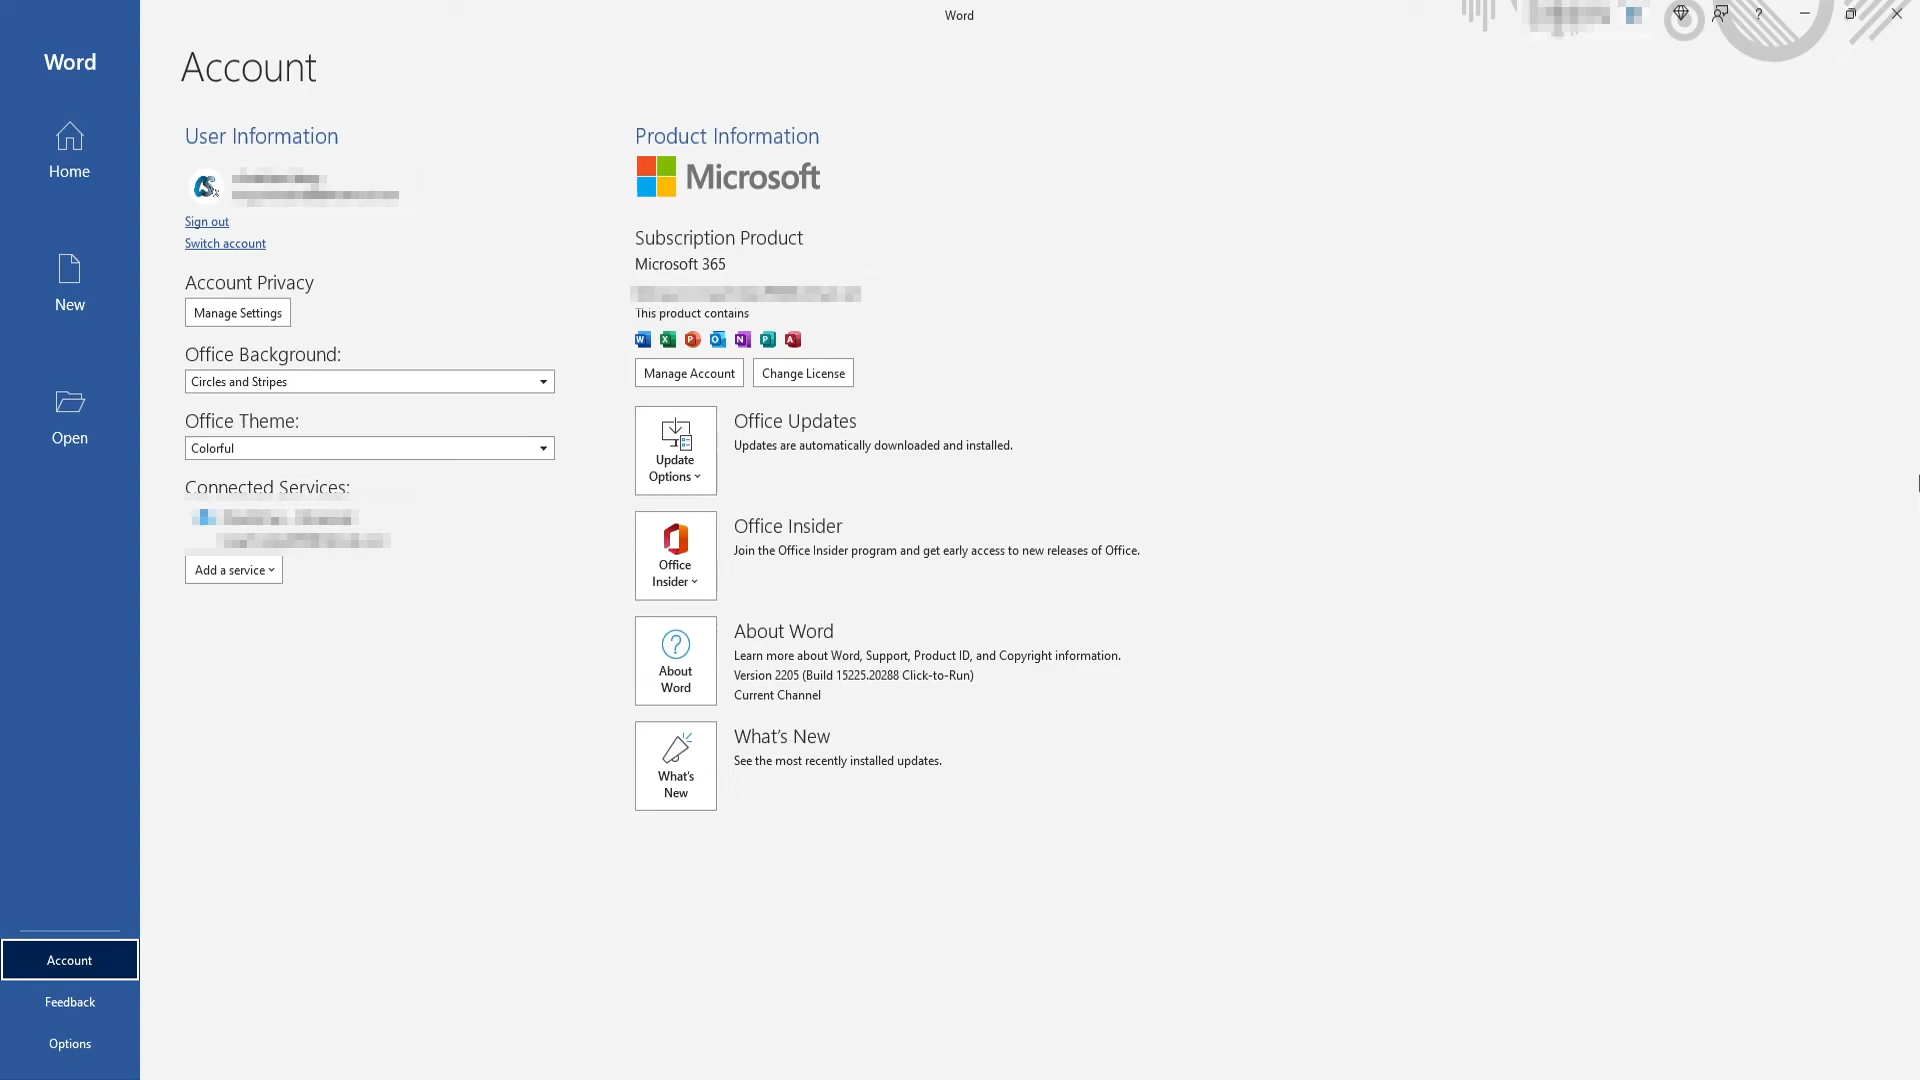 Word
Word
Home
New
Open
Account
Feedback
Options
Account
User Information
Sign out
Switch account
Account Privacy
Manage Settings
Office Background:
Circles and Stripes
Office Theme:
Colorful
Connected Services:
Add a service
Product Information
Microsoft
Subscription Product
Microsoft 365
This product contains
W X P O N P A
Manage Account Change License
Update
Options
Office Updates
Updates are automatically downloaded and installed.
Office
Insider
Office Insider
Join the Office Insider program and get early access to new releases of Office.
?
About
Word
About Word
Learn more about Word, Support, Product ID, and Copyright information.
Version 2205 (Build 15225.20288 Click-to-Run)
Current Channel
What's
New
What's New
See the most recently installed updates.